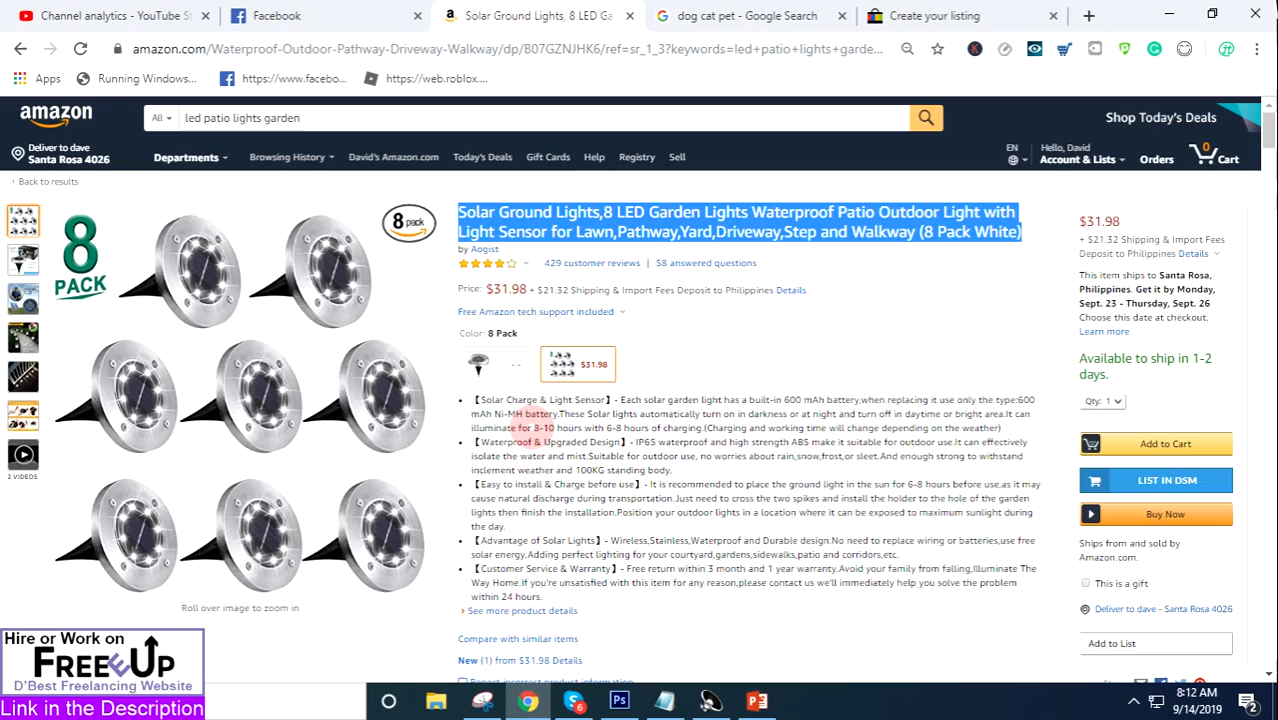 Channel analytics - YouTube St
Facebook
Solar Ground Lights, 8 LED Ga
dog cat pet - Google Search
Create your listing
amazon.com/Waterproof-Outdoor-Pathway-Driveway-Walkway/dp/B07GZNJHK6/ref=sr_1_3?keywords=led+patio+lights+garde...
Apps
Running Windows...
https://www.facebo...
https://web.roblox....
amazon
All
led patio lights garden
Shop Today's Deals
Deliver to dave
Santa Rosa 4026
Departments
Browsing History
David's Amazon.com
Today's Deals
Gift Cards
Help
Registry
Sell
EN
Hello, David
Account & Lists
Orders
0
Cart
‹ Back to results
8
PACK
8
pack
Roll over image to zoom in
2 VIDEOS
Solar Ground Lights,8 LED Garden Lights Waterproof Patio Outdoor Light with
Light Sensor for Lawn,Pathway,Yard,Driveway,Step and Walkway (8 Pack White)
by Aogist
429 customer reviews | 58 answered questions
Price: $31.98 + $21.32 Shipping & Import Fees Deposit to Philippines Details
Free Amazon tech support included
Color: 8 Pack
- -
$31.98
• 【Solar Charge & Light Sensor】- Each solar garden light has a built-in 600 mAh battery,when replacing it use only the type:600
mAh Ni-MH battery.These Solar lights automatically turn on in darkness or at night and turn off in daytime or bright area.It can
illuminate for 8-10 hours with 6-8 hours of charging.(Charging and working time will change depending on the weather)
• 【Waterproof & Upgraded Design】- IP65 waterproof and high strength ABS make it suitable for outdoor use.It can effectively
isolate the water and mist.Suitable for outdoor use, no worries about rain,snow,frost,or sleet.And enough strong to withstand
inclement weather and 100KG standing body.
• 【Easy to install & Charge before use】- It is recommended to place the ground light in the sun for 6-8 hours before use,as it may
cause natural discharge during transportation.Just need to cross the two spikes and install the holder to the hole of the garden
lights then finish the installation.Position your outdoor lights in a location where it can be exposed to maximum sunlight during
the day.
• 【Advantage of Solar Lights】- Wireless,Stainless,Waterproof and Durable design.No need to replace wiring or batteries,use free
solar energy.Adding perfect lighting for your courtyard,gardens,sidewalks,patio and corridors,etc.
• 【Customer Service & Warranty】- Free return within 3 month and 1 year warranty.Avoid your family from falling,Illuminate The
Way Home.If you're unsatisfied with this item for any reason,please contact us we'll immediately help you solve the problem
within 24 hours.
› See more product details
Compare with similar items
New (1) from $31.98 Details
Report incorrect product information.
$31.98
+ $21.32 Shipping & Import Fees
Deposit to Philippines Details
This item ships to Santa Rosa,
Philippines. Get it by Monday,
Sept. 23 - Thursday, Sept. 26
Choose this date at checkout.
Learn more
Available to ship in 1-2
days.
Qty: 1
Add to Cart
LIST IN DSM
Buy Now
Ships from and sold by
Amazon.com.
This is a gift
Deliver to dave - Santa Rosa 4026
Add to List
Hire or Work on
FREEUP
D'Best Freelancing Website
Link in the Description
6
Ps
8:12 AM
9/14/2019
2